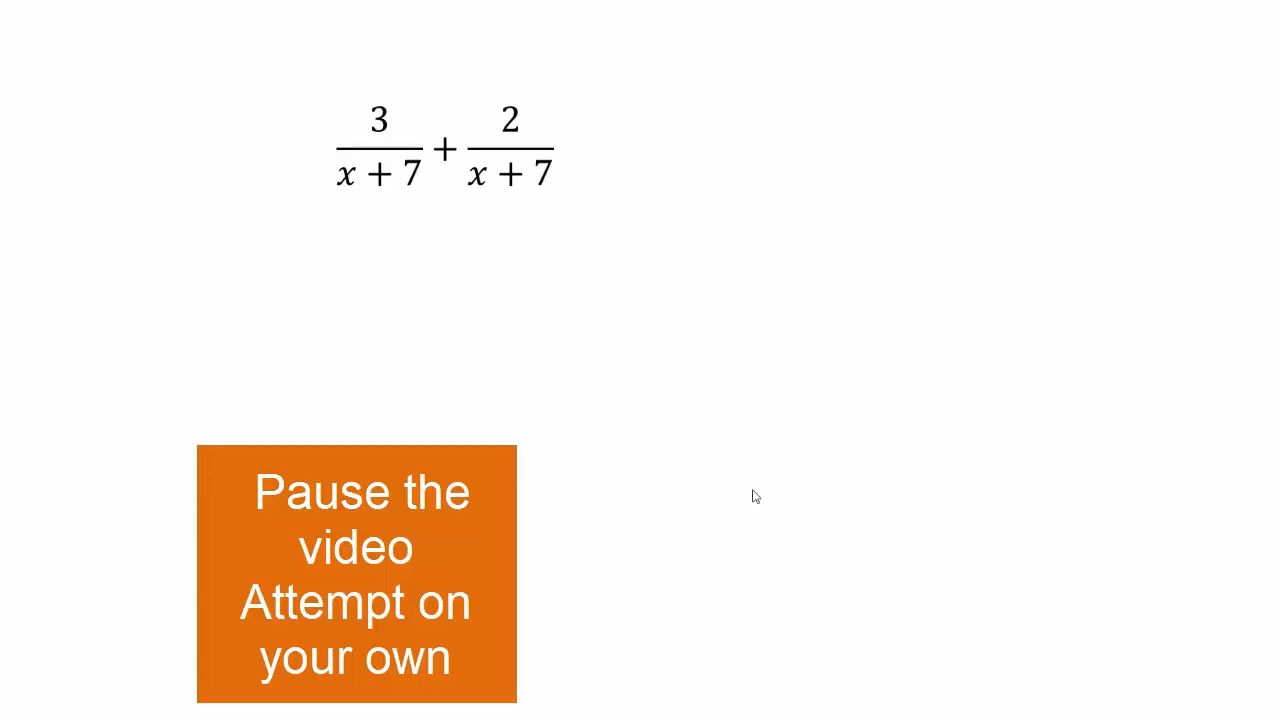 3/(x + 7) + 2/(x + 7)
Pause the
video
Attempt on
your own